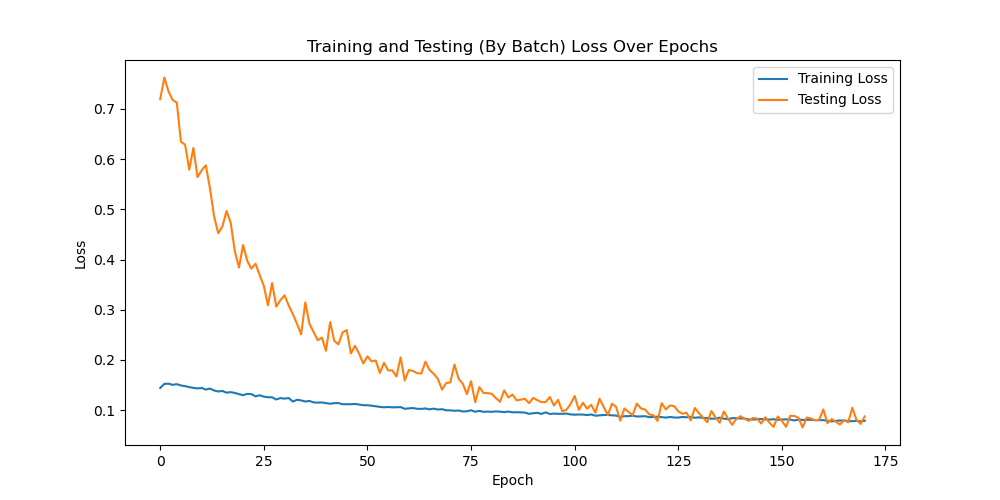 Training and Testing (By Batch) Loss Over Epochs
Training Loss
Testing Loss
0.7
0.6
0.5
0.4
0.3
0.2
0.1
Loss
0 25 50 75 100 125 150 175
Epoch